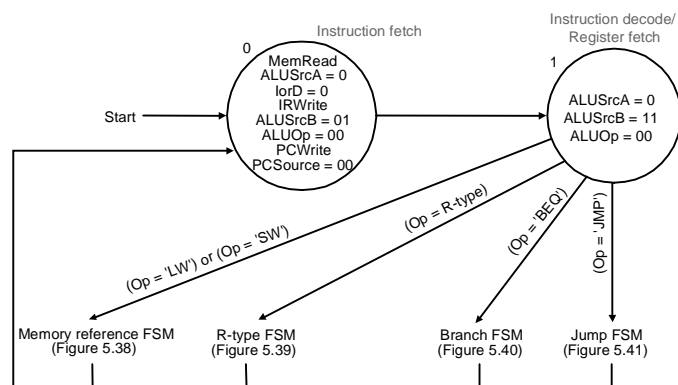 Instruction fetch
Instruction decode/
Register fetch
0
MemRead
ALUSrcA = 0
IorD = 0
IRWrite
ALUSrcB = 01
ALUOp = 00
PCWrite
PCSource = 00
1
ALUSrcA = 0
ALUSrcB = 11
ALUOp = 00
Start
(Op = 'LW') or (Op = 'SW')
(Op = R-type)
(Op = 'BEQ')
(Op = 'JMP')
Memory reference FSM
(Figure 5.38)
R-type FSM
(Figure 5.39)
Branch FSM
(Figure 5.40)
Jump FSM
(Figure 5.41)